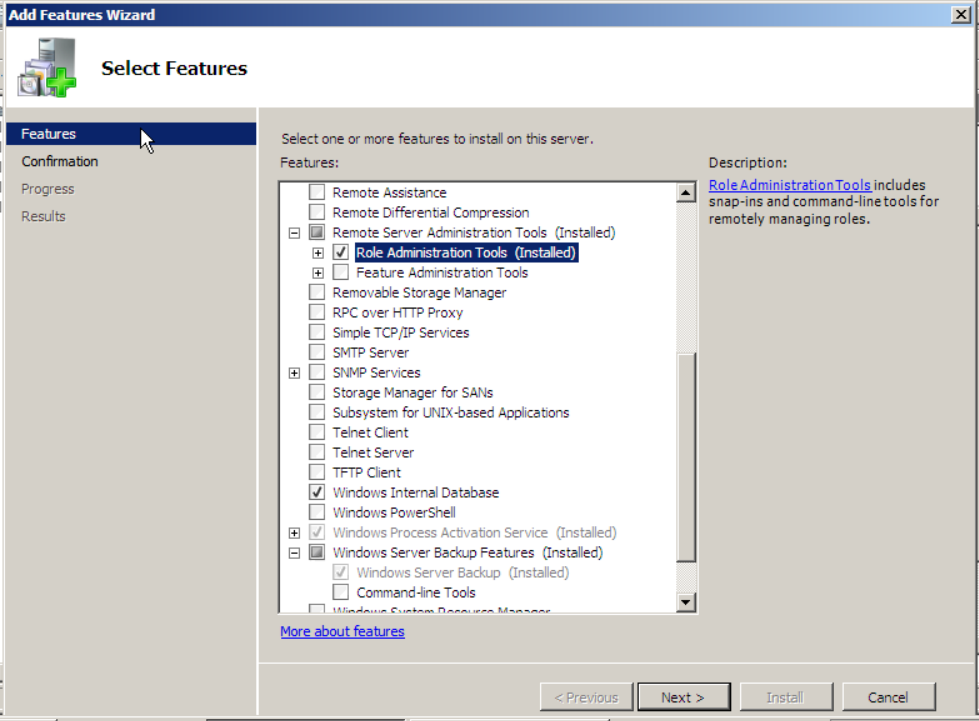 Add Features Wizard
Select Features
Features
Confirmation
Progress
Results
Select one or more features to install on this server.
Features:
Remote Assistance
Remote Differential Compression
Remote Server Administration Tools (Installed)
Role Administration Tools (Installed)
Feature Administration Tools
Removable Storage Manager
RPC over HTTP Proxy
Simple TCP/IP Services
SMTP Server
SNMP Services
Storage Manager for SANs
Subsystem for UNIX-based Applications
Telnet Client
Telnet Server
TFTP Client
Windows Internal Database
Windows PowerShell
Windows Process Activation Service (Installed)
Windows Server Backup Features (Installed)
Windows Server Backup (Installed)
Command-line Tools
Windows System Resource Manager
More about features
Description:
Role Administration Tools includes
snap-ins and command-line tools for
remotely managing roles.
< Previous
Next >
Install
Cancel